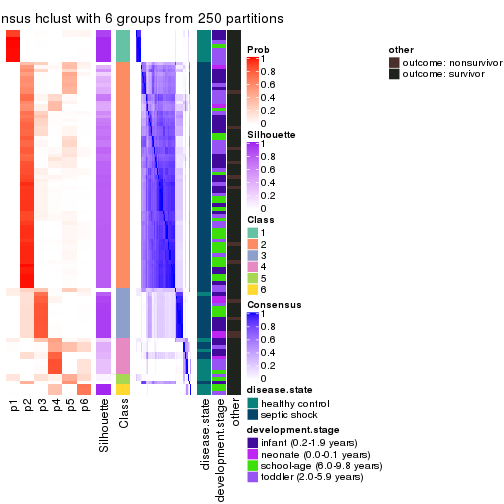 nsus hclust with 6 groups from 250 partitions
Prob
1
0.8
0.6
0.4
0.2
0
Silhouette
1
0.8
0.6
0.4
0.2
0
Class
1
2
3
4
5
6
Consensus
1
0.8
0.6
0.4
0.2
0
disease.state
healthy control
septic shock
development.stage
infant (0.2-1.9 years)
neonate (0.0-0.1 years)
school-age (6.0-9.8 years)
toddler (2.0-5.9 years)
other
outcome: nonsurvivor
outcome: survivor
p1
p2
p3
p4
p5
p6
Silhouette
Class
disease.state
development.stage
other